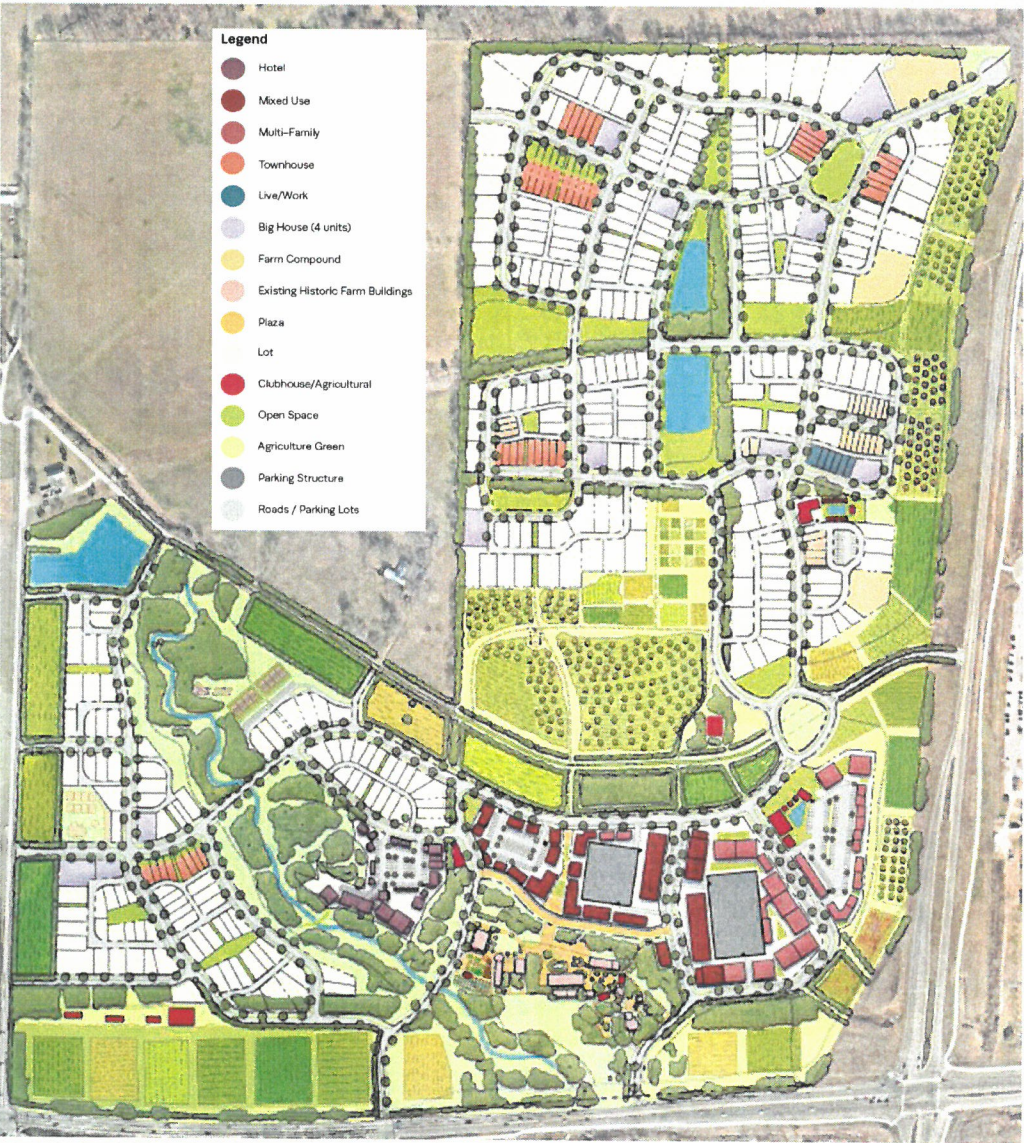 Legend
Hotel
Mixed Use
Multi-Family
Townhouse
Live/Work
Big House (4 units)
Farm Compound
Existing Historic Farm Buildings
Plaza
Lot
Clubhouse/Agricultural
Open Space
Agriculture Green
Parking Structure
Roads / Parking Lots